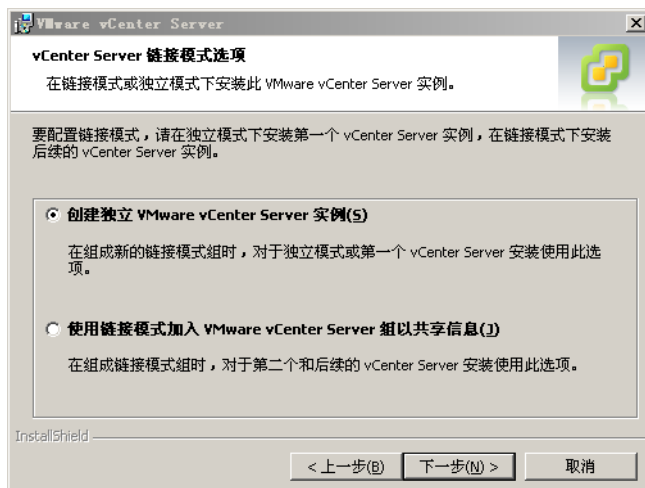 VMware vCenter Server
vCenter Server 链接模式选项
在链接模式或独立模式下安装此 VMware vCenter Server 实例。
要配置链接模式，请在独立模式下安装第一个 vCenter Server 实例，在链接模式下安装
后续的 vCenter Server 实例。
创建独立 VMware vCenter Server 实例(S)
在组成新的链接模式组时，对于独立模式或第一个 vCenter Server 安装使用此选
项。
使用链接模式加入 VMware vCenter Server 组以共享信息(J)
在组成链接模式组时，对于第二个和后续的 vCenter Server 安装使用此选项。
InstallShield
< 上一步(B) 下一步(N) > 取消